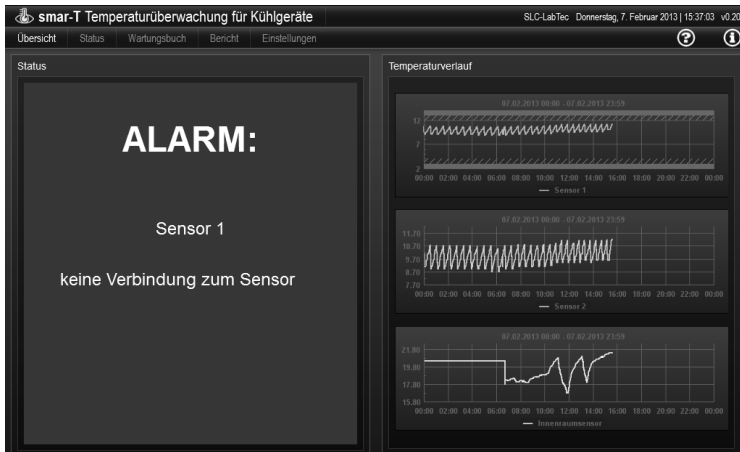 smar-T Temperaturüberwachung für Kühlgeräte
SLC-LabTec Donnerstag, 7. Februar 2013 | 15:37:03 v0.20
Übersicht Status Wartungsbuch Bericht Einstellungen
Status
ALARM:
Sensor 1
keine Verbindung zum Sensor
Temperaturverlauf
07.02.2013 00:00 - 07.02.2013 23:59
12
7
2
00:00 02:00 04:00 06:00 08:00 10:00 12:00 14:00 16:00 18:00 20:00 22:00 00:00
Sensor 1
07.02.2013 00:00 - 07.02.2013 23:59
11.70
10.70
9.70
8.70
7.70
00:00 02:00 04:00 06:00 08:00 10:00 12:00 14:00 16:00 18:00 20:00 22:00 00:00
Sensor 2
07.02.2013 00:00 - 07.02.2013 23:59
21.80
19.80
17.80
15.80
00:00 02:00 04:00 06:00 08:00 10:00 12:00 14:00 16:00 18:00 20:00 22:00 00:00
Innenraumsensor